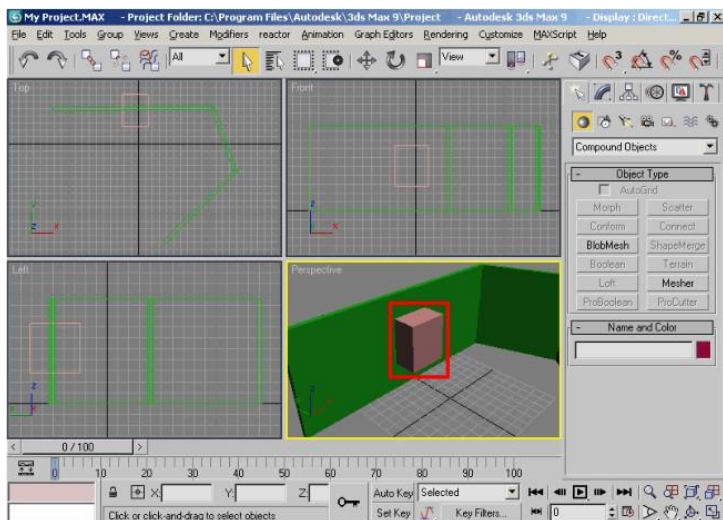 My Project.MAX - Project Folder: C:\Program Files\Autodesk\3ds Max 9\Project - Autodesk 3ds Max 9 - Display : Direct...
File Edit Tools Group Views Create Modifiers reactor Animation Graph Editors Rendering Customize MAXScript Help
All View
Top Front
Compound Objects
- Object Type
AutoGrid
Morph Scatter
Conform Connect
BlobMesh ShapeMerge
Boolean Terrain
Loft Mesher
ProBoolean ProCutter
- Name and Color
Left Perspective
< 0 / 100 >
0 10 20 30 40 50 60 70 80 90 100
X: Y: Z: Auto Key Selected
Click or click-and-drag to select objects Set Key Key Filters... 0